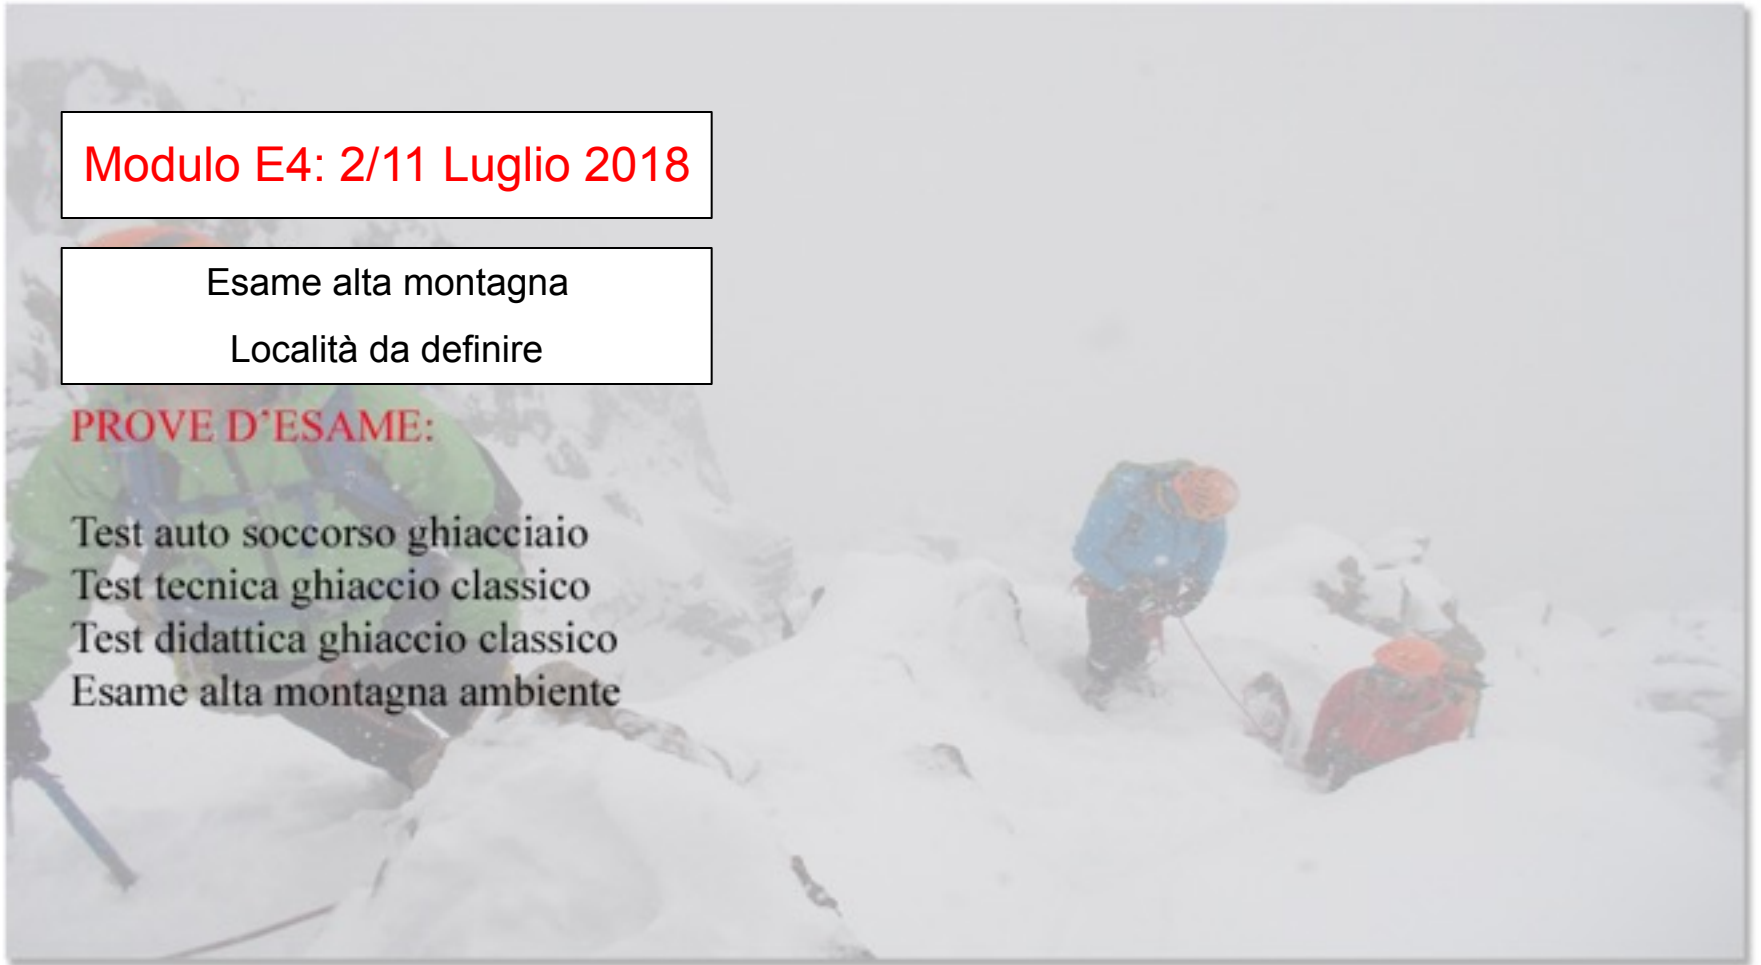 Modulo E4: 2/11 Luglio 2018
Esame alta montagna
Località da definire
PROVE D’ESAME:
Test auto soccorso ghiacciaio
Test tecnica ghiaccio classico
Test didattica ghiaccio classico
Esame alta montagna ambiente